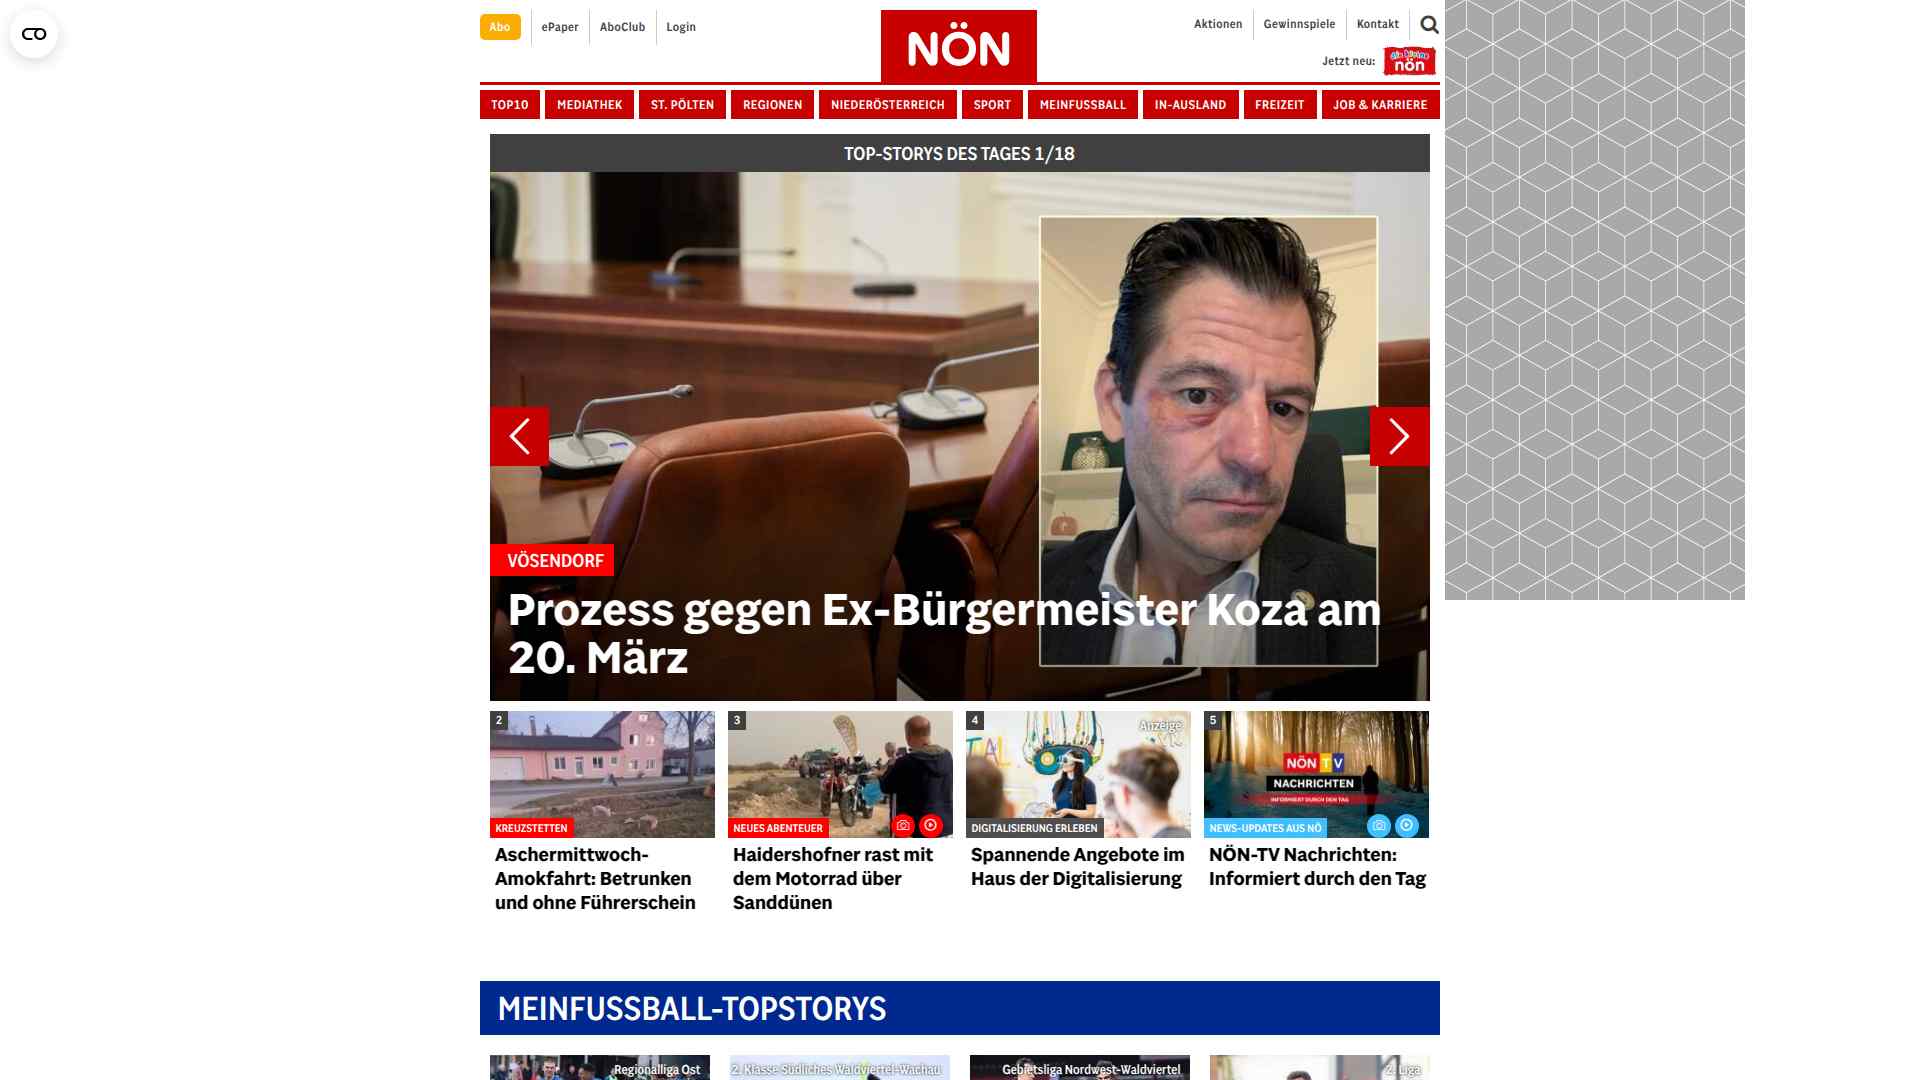 Abo
ePaper
AboClub
Login
NÖN
Aktionen
Gewinnspiele
Kontakt
Jetzt neu:
die kleine
nön
TOP10
MEDIATHEK
ST. PÖLTEN
REGIONEN
NIEDERÖSTERREICH
SPORT
MEINFUSSBALL
IN-AUSLAND
FREIZEIT
JOB & KARRIERE
TOP-STORYS DES TAGES 1/18
VÖSENDORF
Prozess gegen Ex-Bürgermeister Koza am
20. März
2
KREUZSTETTEN
Aschermittwoch-
Amokfahrt: Betrunken
und ohne Führerschein
3
NEUES ABENTEUER
Haidershofner rast mit
dem Motorrad über
Sanddünen
4
Anzeige
DIGITALISIERUNG ERLEBEN
Spannende Angebote im
Haus der Digitalisierung
5
NÖN TV
NACHRICHTEN
INFORMIERT DURCH DEN TAG
NEWS-UPDATES AUS NÖ
NÖN-TV Nachrichten:
Informiert durch den Tag
MEINFUSSBALL-TOPSTORYS
Regionalliga Ost
2. Klasse Südliches Waldviertel-Wachau
Gebietsliga Nordwest-Waldviertel
2. Liga